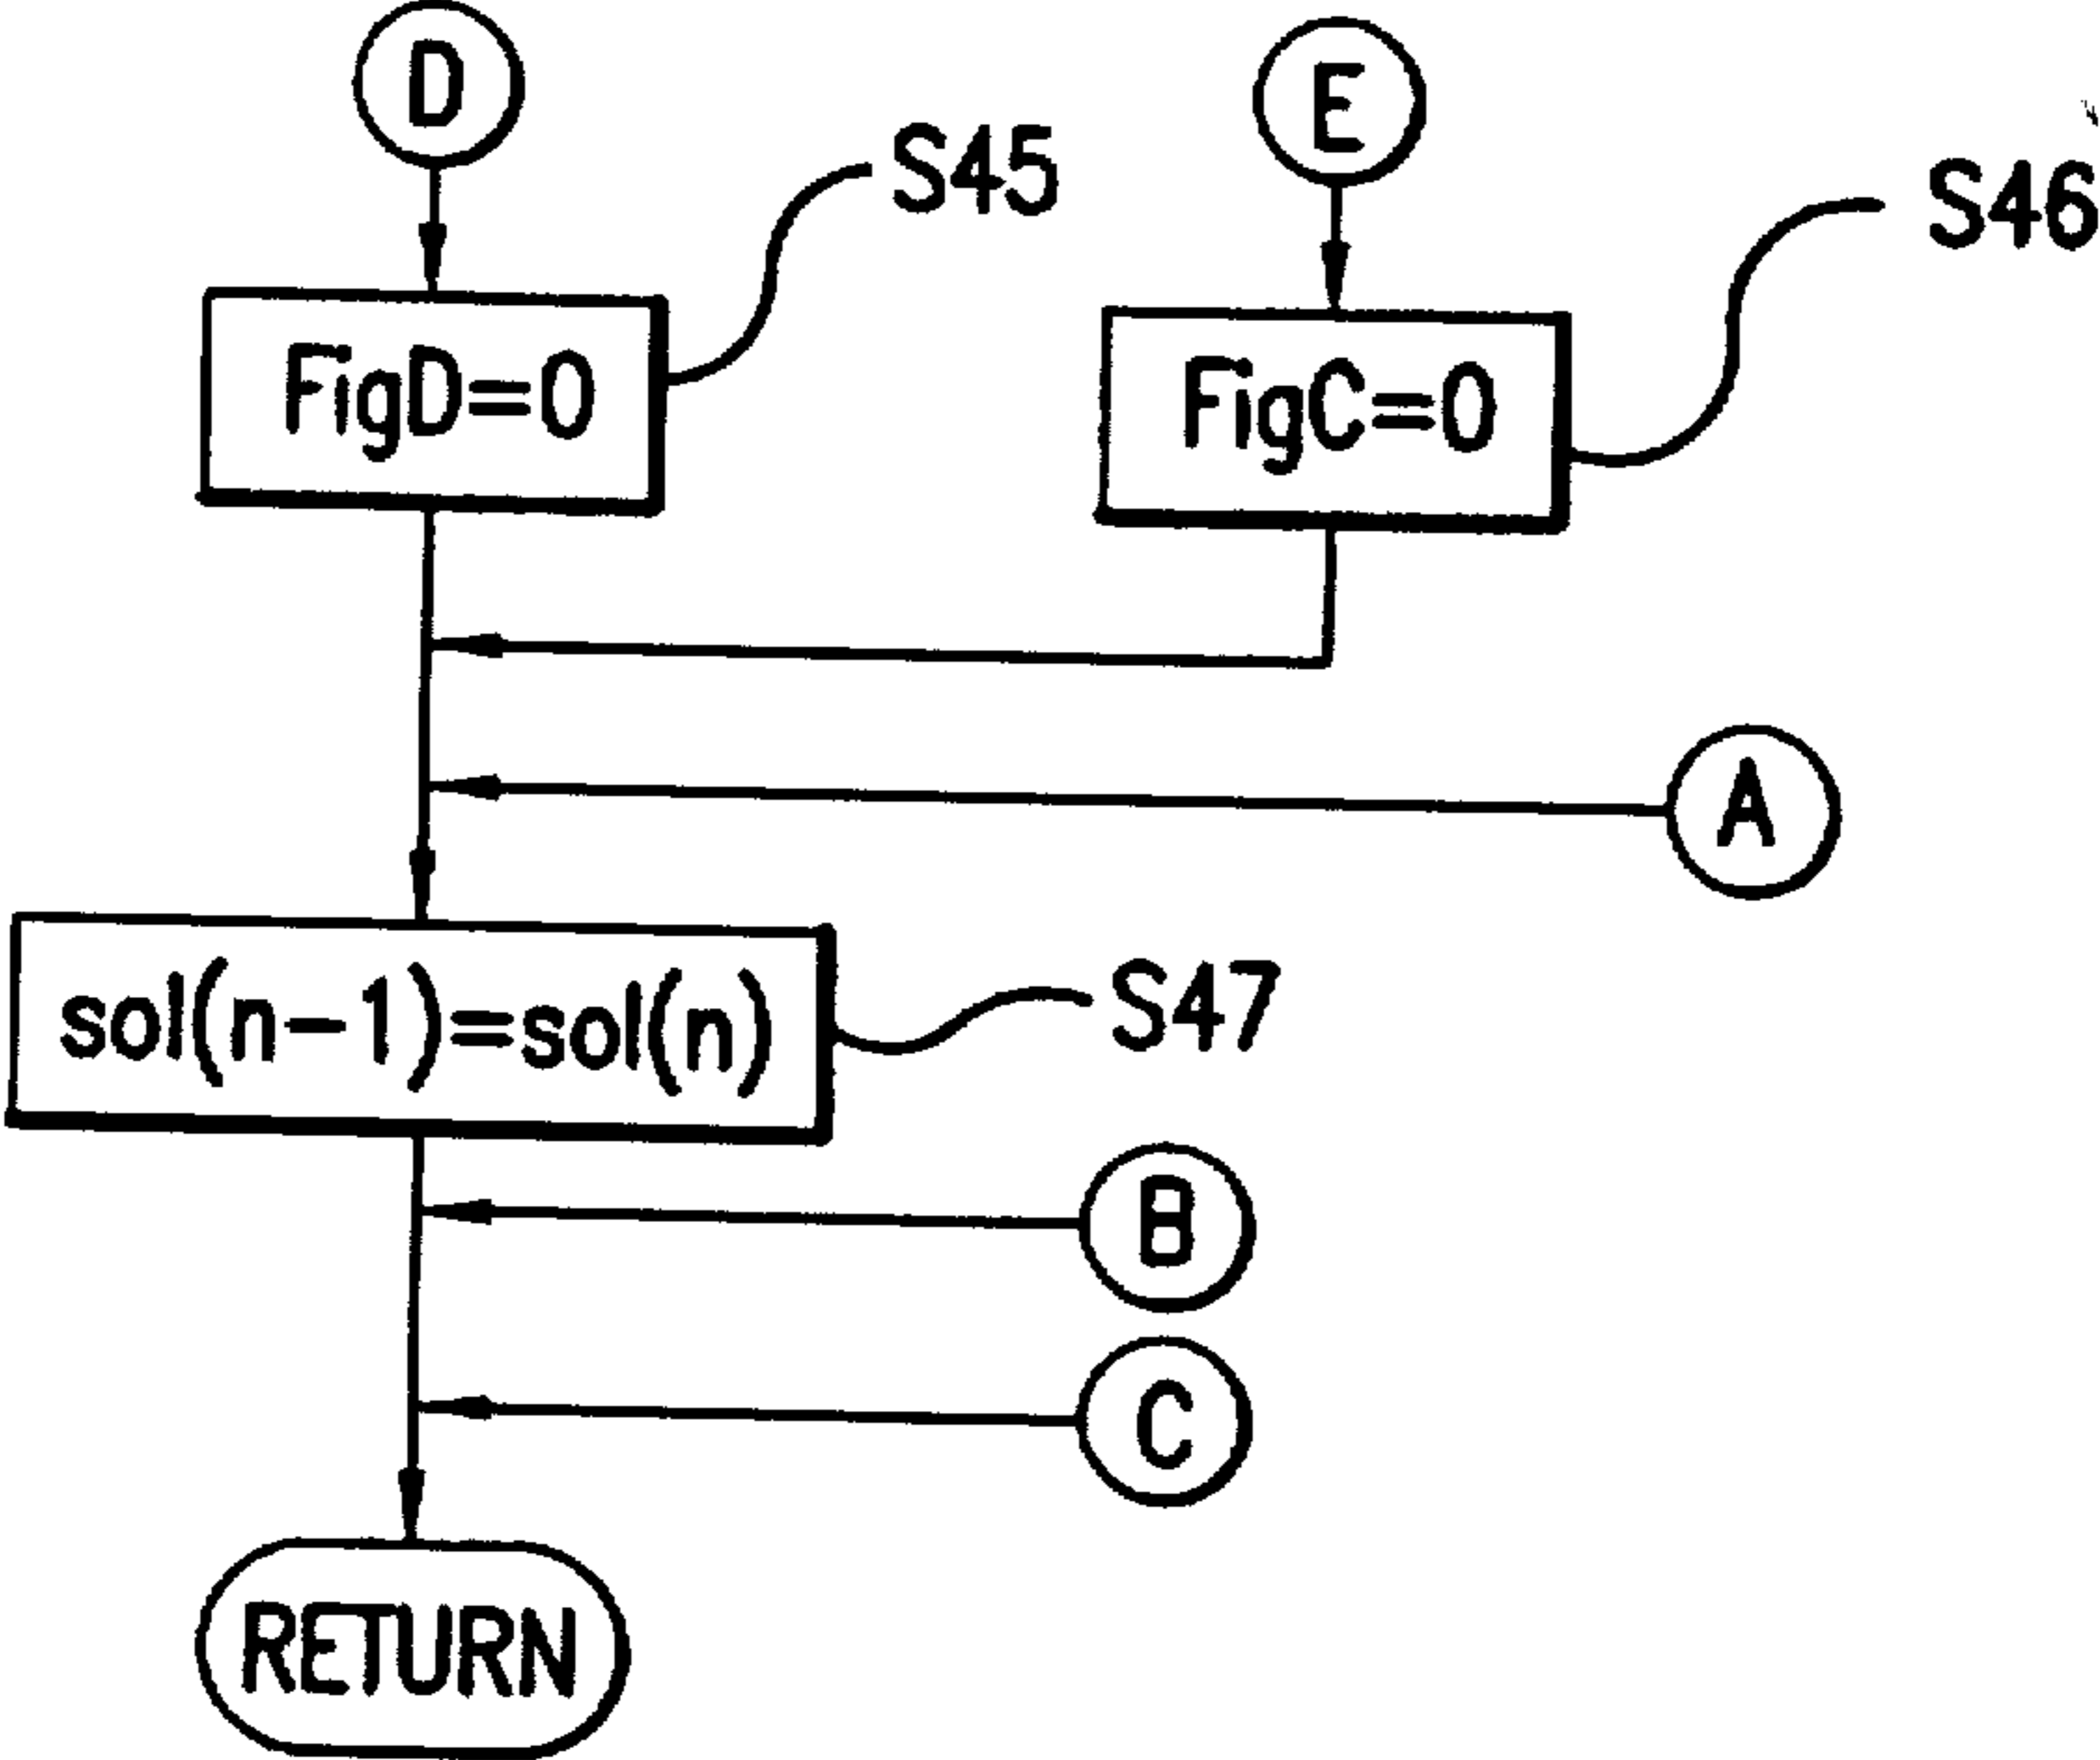 D
E
S45
S46
FigD=0
FigC=0
A
sol(n-1)=sol(n)
S47
B
C
RETURN